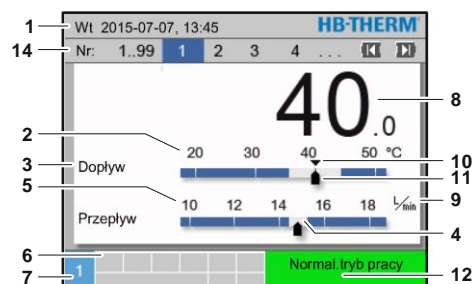 1 Wt 2015-07-07, 13:45 HB-THERM
14 Nr: 1..99 1 2 3 4 ...
40.0 8
2 20 30 40 50 °C 10
3 Dopływ 11
5 10 12 14 16 18 L/min 9
Przepływ 4
6 Normal.tryb pracy
7 1 12